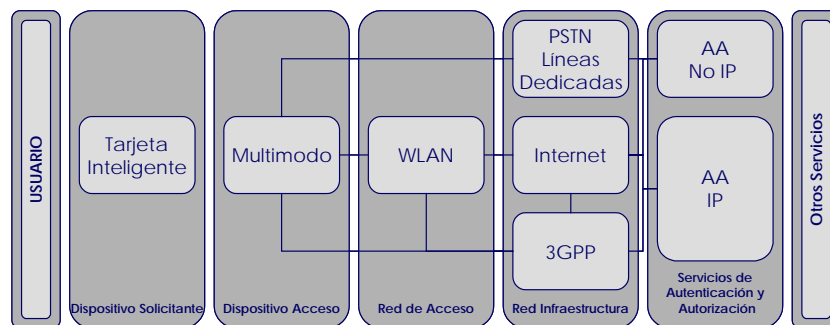 USUARIO
Tarjeta
Inteligente
Dispositivo Solicitante
Multimodo
Dispositivo Acceso
WLAN
Red de Acceso
PSTN
Líneas
Dedicadas
Internet
3GPP
Red Infraestructura
AA
No IP
AA
IP
Servicios de
Autenticación y
Autorización
Otros Servicios